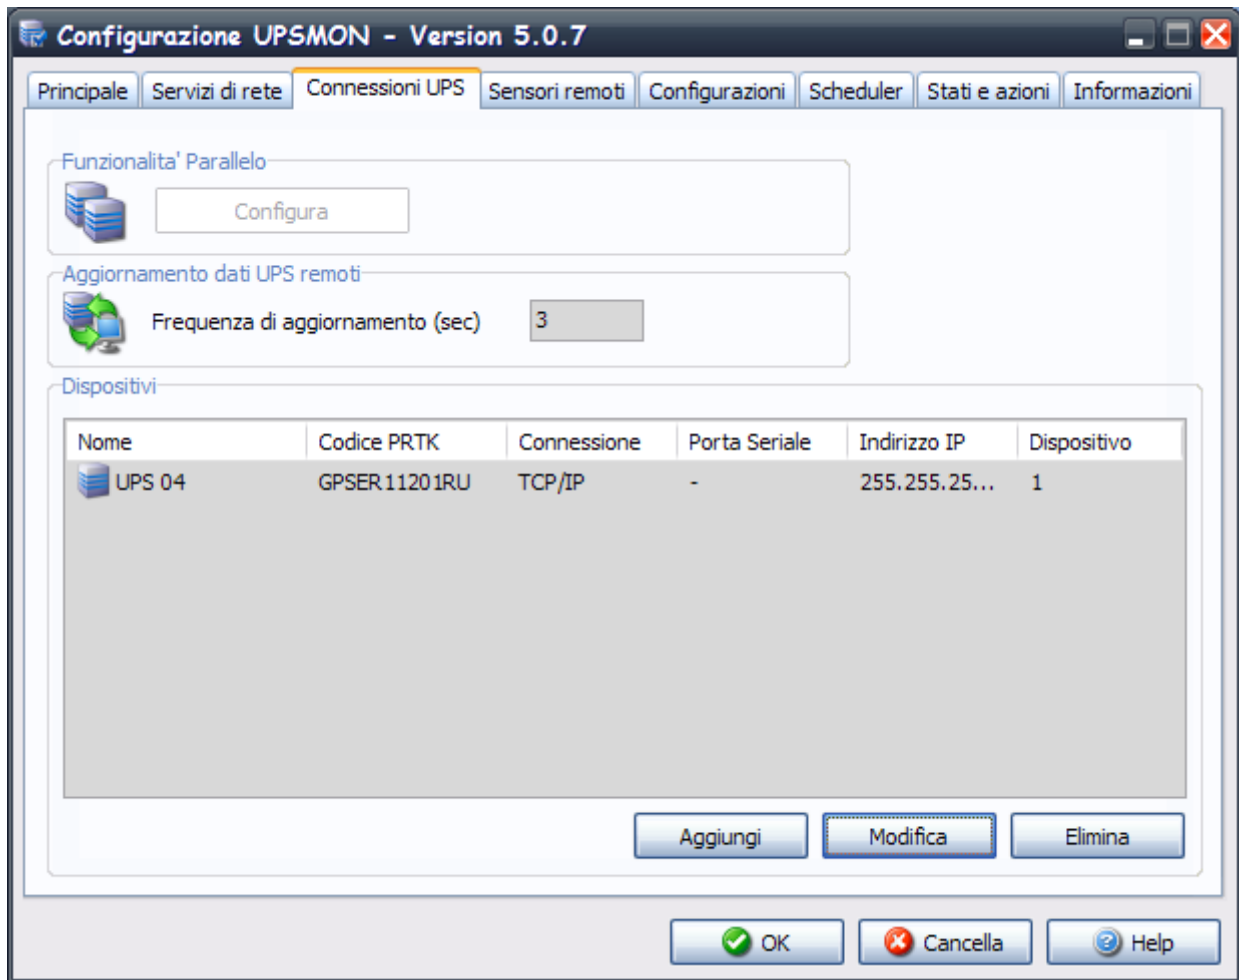 Configurazione UPSMON - Version 5.0.7
Principale Servizi di rete Connessioni UPS Sensori remoti Configurazioni Scheduler Stati e azioni Informazioni
Funzionalita' Parallelo
Configura
Aggiornamento dati UPS remoti
Frequenza di aggiornamento (sec) 3
Dispositivi
Nome Codice PRTK Connessione Porta Seriale Indirizzo IP Dispositivo
UPS 04 GPSER11201RU TCP/IP - 255.255.25... 1
Aggiungi Modifica Elimina
OK Cancella Help